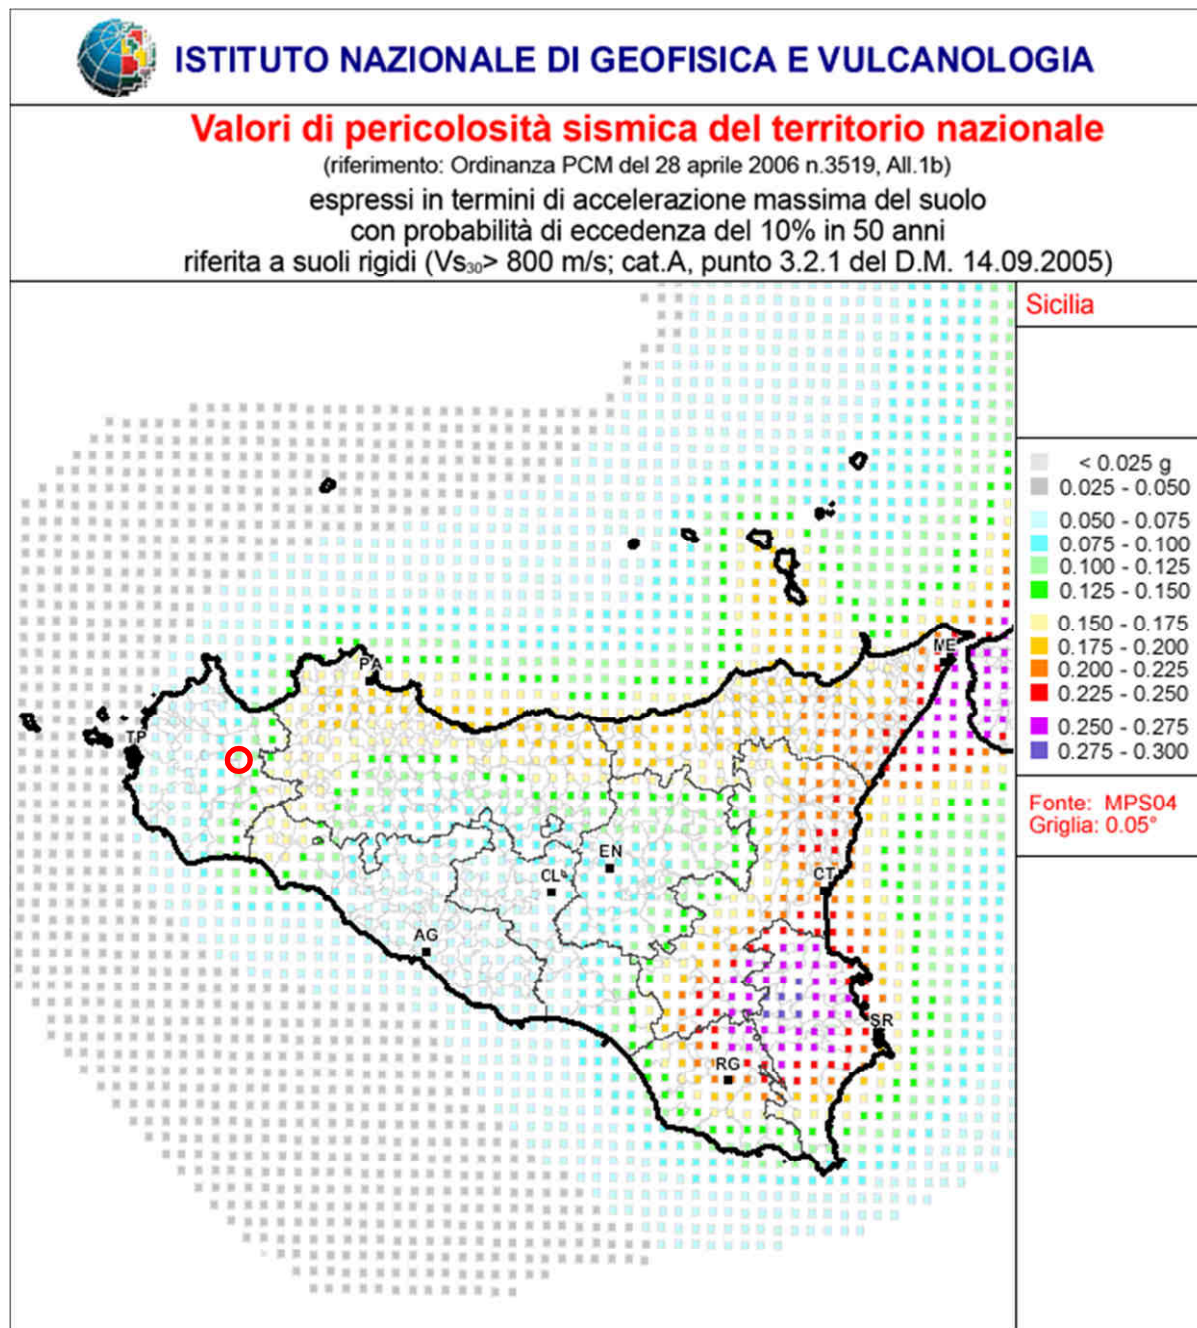 ISTITUTO NAZIONALE DI GEOFISICA E VULCANOLOGIA
Valori di pericolosità sismica del territorio nazionale
(riferimento: Ordinanza PCM del 28 aprile 2006 n.3519, All.1b)
espressi in termini di accelerazione massima del suolo
con probabilità di eccedenza del 10% in 50 anni
riferita a suoli rigidi (Vs₃₀> 800 m/s; cat.A, punto 3.2.1 del D.M. 14.09.2005)
Sicilia
< 0.025 g
0.025 - 0.050
0.050 - 0.075
0.075 - 0.100
0.100 - 0.125
0.125 - 0.150
0.150 - 0.175
0.175 - 0.200
0.200 - 0.225
0.225 - 0.250
0.250 - 0.275
0.275 - 0.300
Fonte: MPS04
Griglia: 0.05°
ME
PA
TP
EN
CL
CT
AG
SR
RG